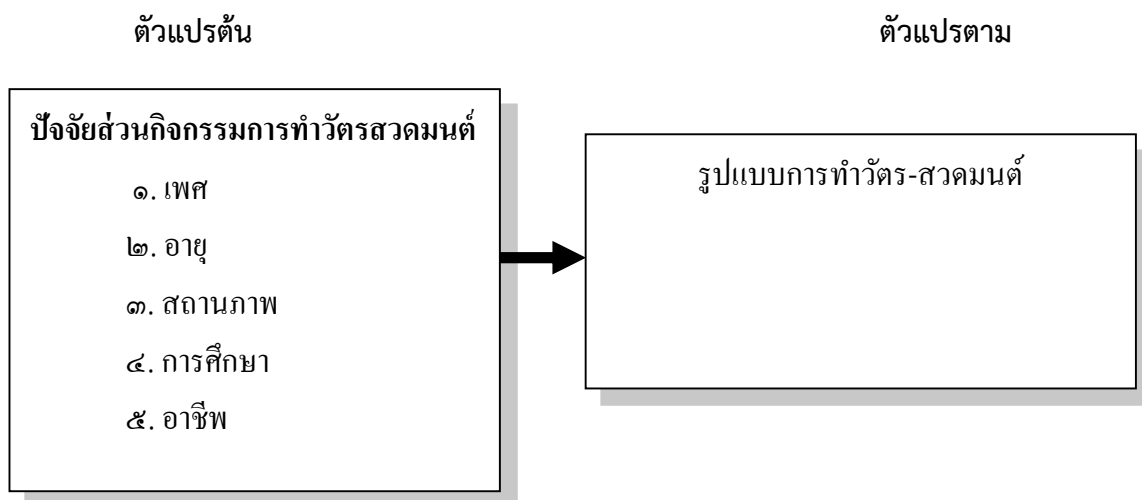 ตัวแปรต้น
ตัวแปรตาม
ปัจจัยส่วนกิจกรรมการทำวัตรสวดมนต์
๑. เพศ
๒. อายุ
๓. สถานภาพ
๔. การศึกษา
๕. อาชีพ
รูปแบบการทำวัตร-สวดมนต์